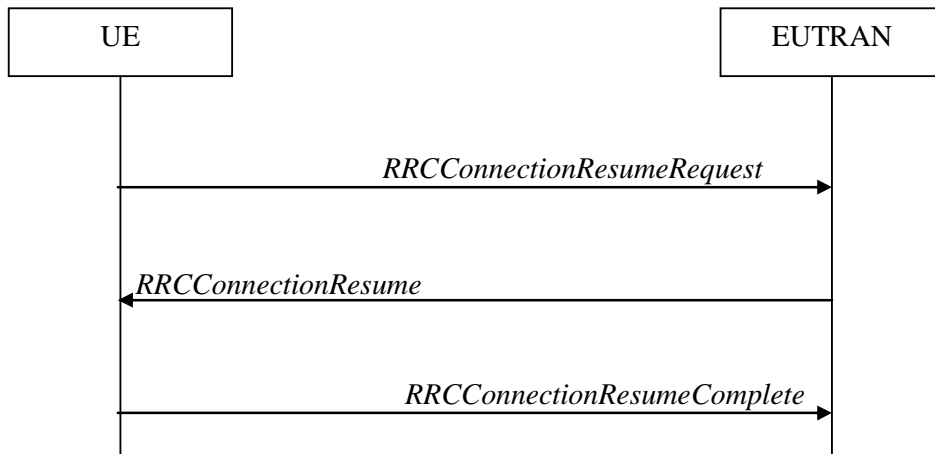 UE
EUTRAN
RRCConnectionResumeRequest
RRCConnectionResume
RRCConnectionResumeComplete